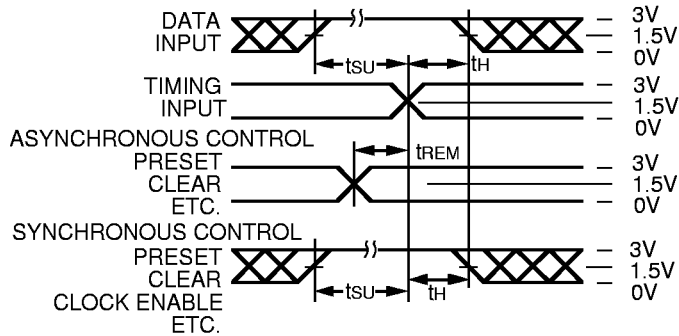 DATA
INPUT
3V
1.5V
0V
tSU
tH
TIMING
INPUT
3V
1.5V
0V
ASYNCHRONOUS CONTROL
PRESET
CLEAR
ETC.
tREM
3V
1.5V
0V
SYNCHRONOUS CONTROL
PRESET
CLEAR
CLOCK ENABLE
ETC.
3V
1.5V
0V
tSU
tH